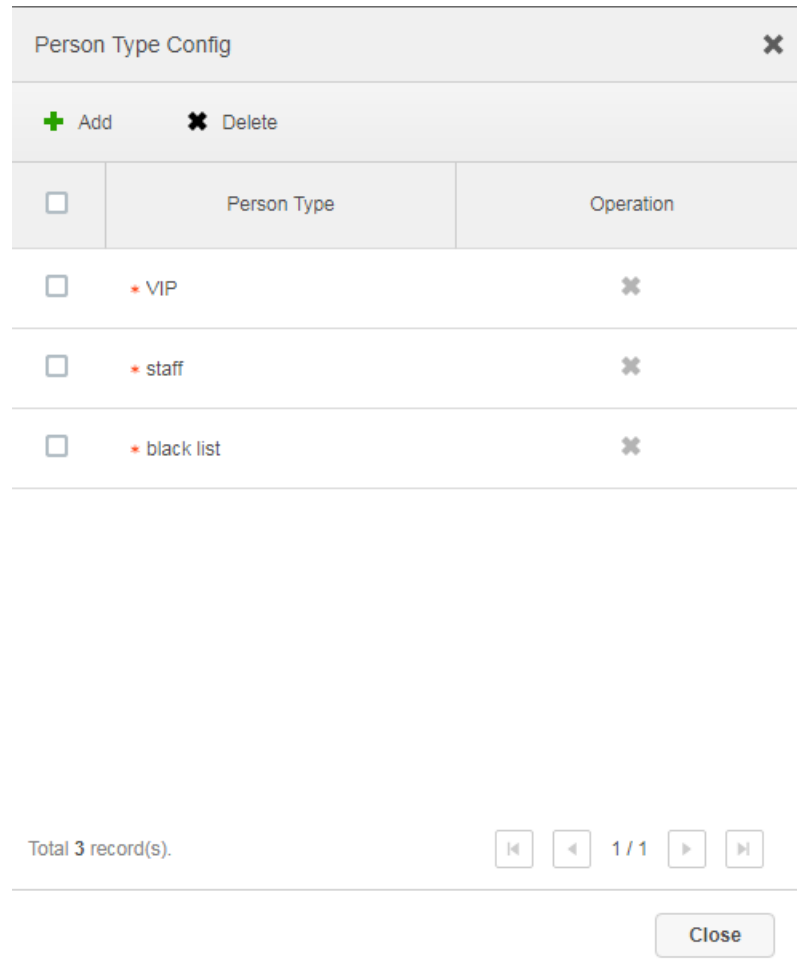 Person Type Config
Add Delete
Person Type Operation
* VIP
* staff
* black list
Total 3 record(s). 1 / 1
Close